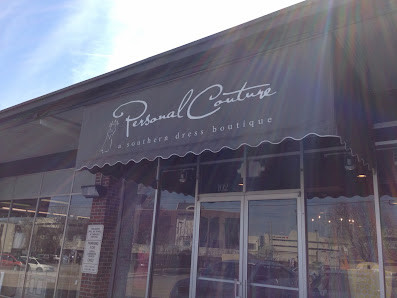 Personal Couture
a southern dress boutique